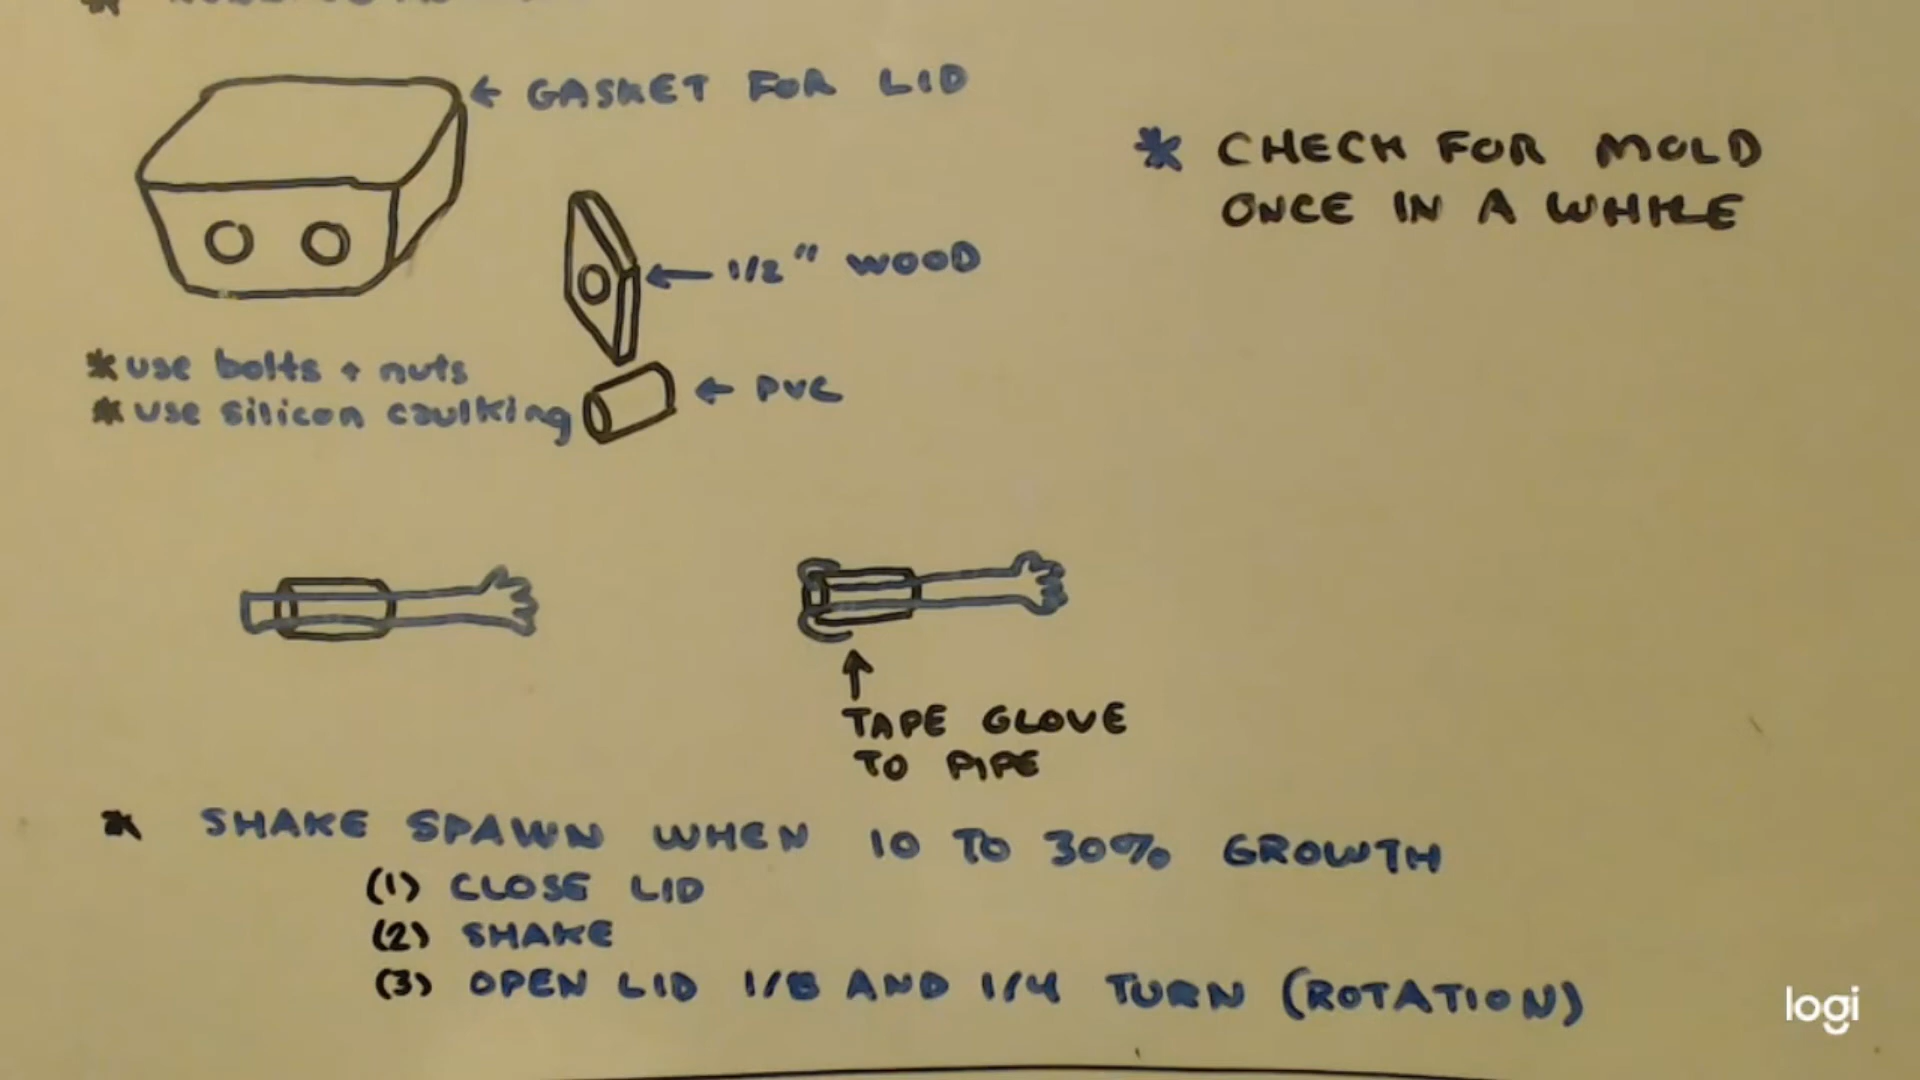 ← GASKET FOR LID
* CHECK FOR MOLD
ONCE IN A WHILE
← 1/2" WOOD
*use bolts + nuts
← PVC
*use silicon caulking
↑
TAPE GLOVE
TO PIPE
* SHAKE SPAWN WHEN 10 TO 30% GROWTH
(1) CLOSE LID
(2) SHAKE
(3) OPEN LID 1/8 AND 1/4 TURN (ROTATION)
logi